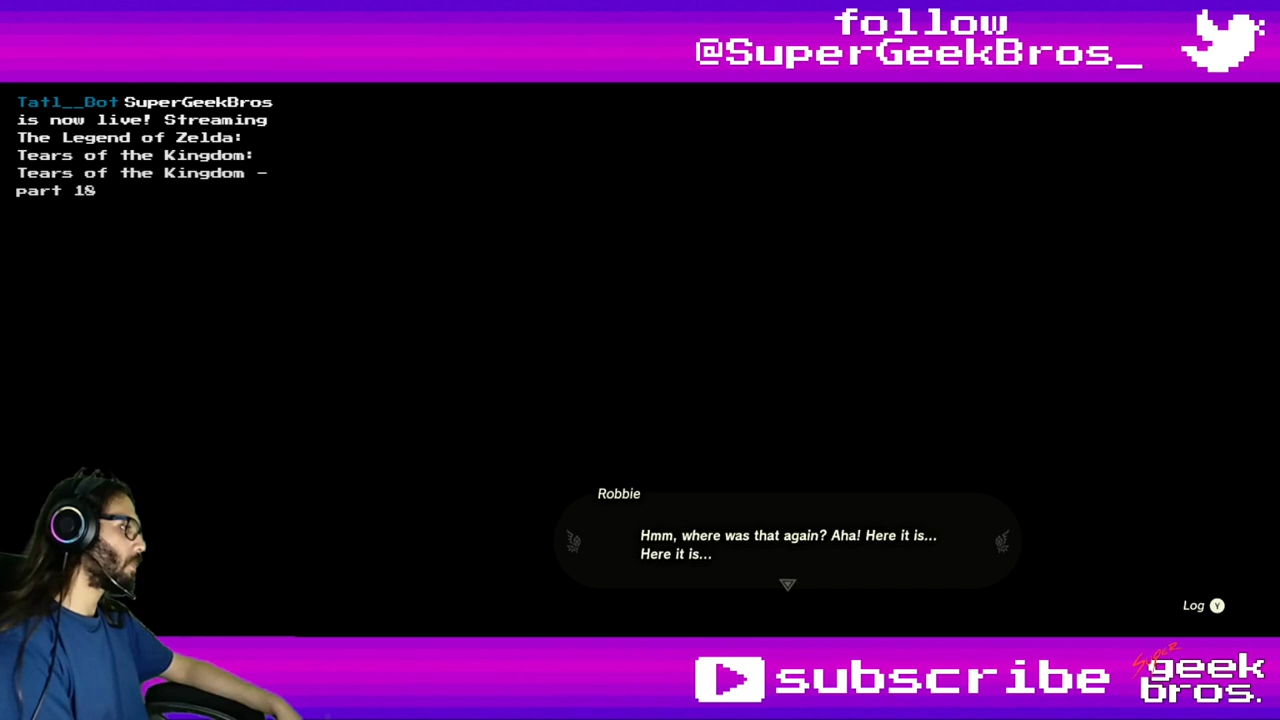 follow
@SuperGeekBros_
Tatl__Bot SuperGeekBros
is now live! Streaming
The Legend of Zelda:
Tears of the Kingdom:
Tears of the Kingdom -
part 18
Robbie
Hmm, where was that again? Aha! Here it is...
Here it is...
Log Y
subscribe
super
geek
bros.